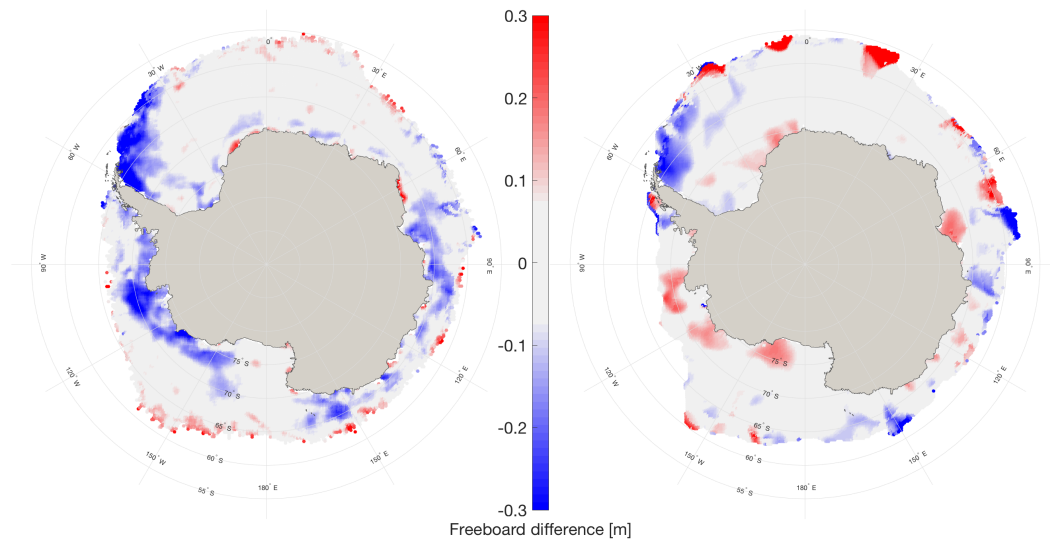 0.3
0.2
0.1
0
-0.1
-0.2
-0.3
Freeboard difference [m]
0°
30° E
60° E
90° E
120° E
150° E
180° E
150° W
120° W
90° W
60° W
30° W
75° S
70° S
65° S
60° S
55° S
0°
30° E
60° E
90° E
120° E
150° E
180° E
150° W
120° W
90° W
60° W
30° W
75° S
70° S
65° S
60° S
55° S